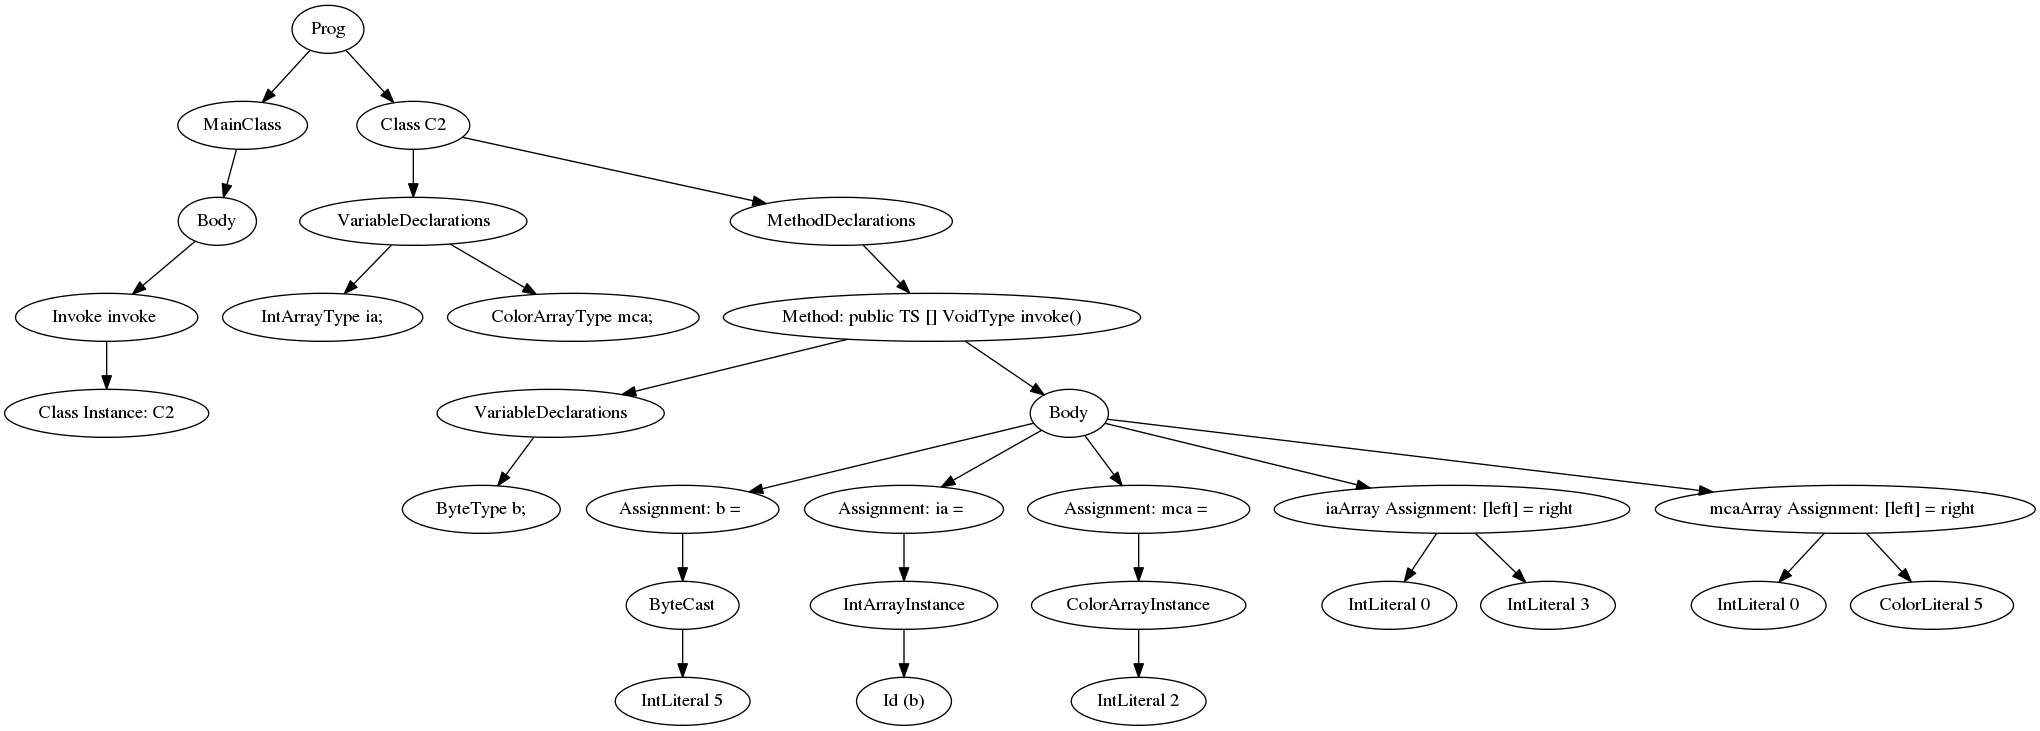 Prog
MainClass
Class C2
Body
VariableDeclarations
MethodDeclarations
Invoke invoke
IntArrayType ia;
ColorArrayType mca;
Method: public TS [] VoidType invoke()
Class Instance: C2
VariableDeclarations
Body
ByteType b;
Assignment: b =
Assignment: ia =
Assignment: mca =
iaArray Assignment: [left] = right
mcaArray Assignment: [left] = right
ByteCast
IntArrayInstance
ColorArrayInstance
IntLiteral 0
IntLiteral 3
IntLiteral 0
ColorLiteral 5
IntLiteral 5
Id (b)
IntLiteral 2